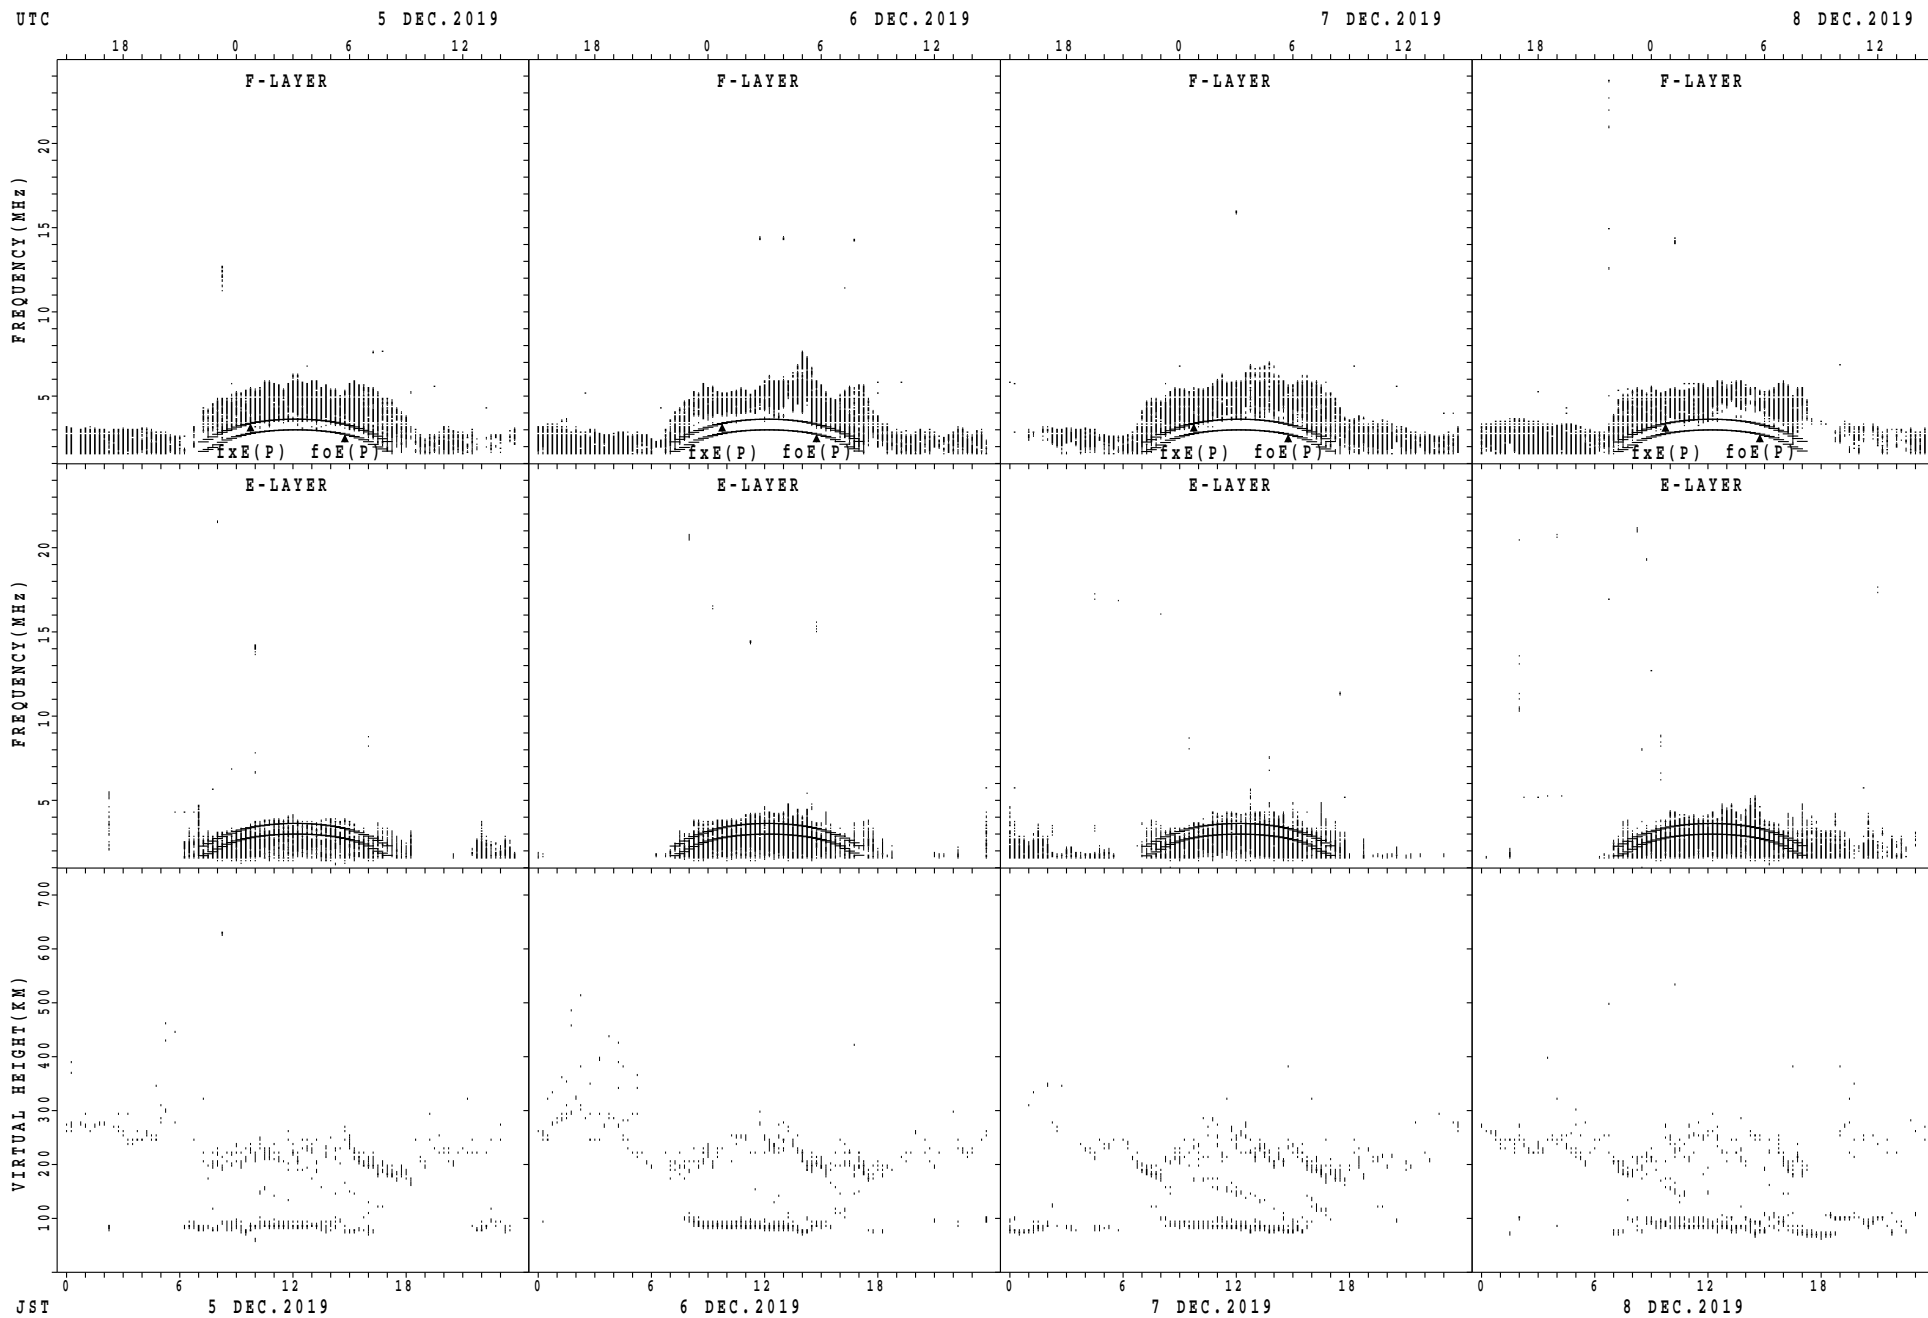 UTC 5 DEC.2019 6 DEC.2019 7 DEC.2019 8 DEC.2019
18 0 6 12 18 0 6 12 18 0 6 12 18 0 6 12
F-LAYER F-LAYER F-LAYER F-LAYER
FREQUENCY(MHz)
20
15
10
5
fxE(P) foE(P) fxE(P) foE(P) fxE(P) foE(P) fxE(P) foE(P)
E-LAYER E-LAYER E-LAYER E-LAYER
FREQUENCY(MHz)
20
15
10
5
VIRTUAL HEIGHT(KM)
700
600
500
400
300
200
100
0 6 12 18 0 6 12 18 0 6 12 18 0 6 12 18
JST 5 DEC.2019 6 DEC.2019 7 DEC.2019 8 DEC.2019